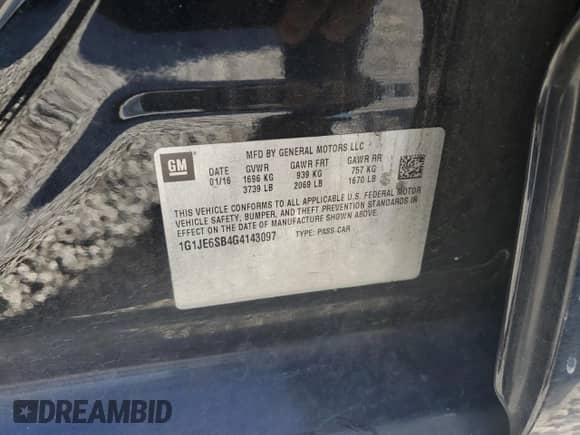 MFD BY GENERAL MOTORS LLC
GM
DATE GVWR GAWR FRT GAWR RR
01/16 1696 KG 939 KG 757 KG
3739 LB 2069 LB 1670 LB
THIS VEHICLE CONFORMS TO ALL APPLICABLE U.S. FEDERAL MOTOR
VEHICLE SAFETY, BUMPER, AND THEFT PREVENTION STANDARDS IN
EFFECT ON THE DATE OF MANUFACTURE SHOWN ABOVE.
1G1JE6SB4G4143097 TYPE: PASS-CAR
DREAMBID